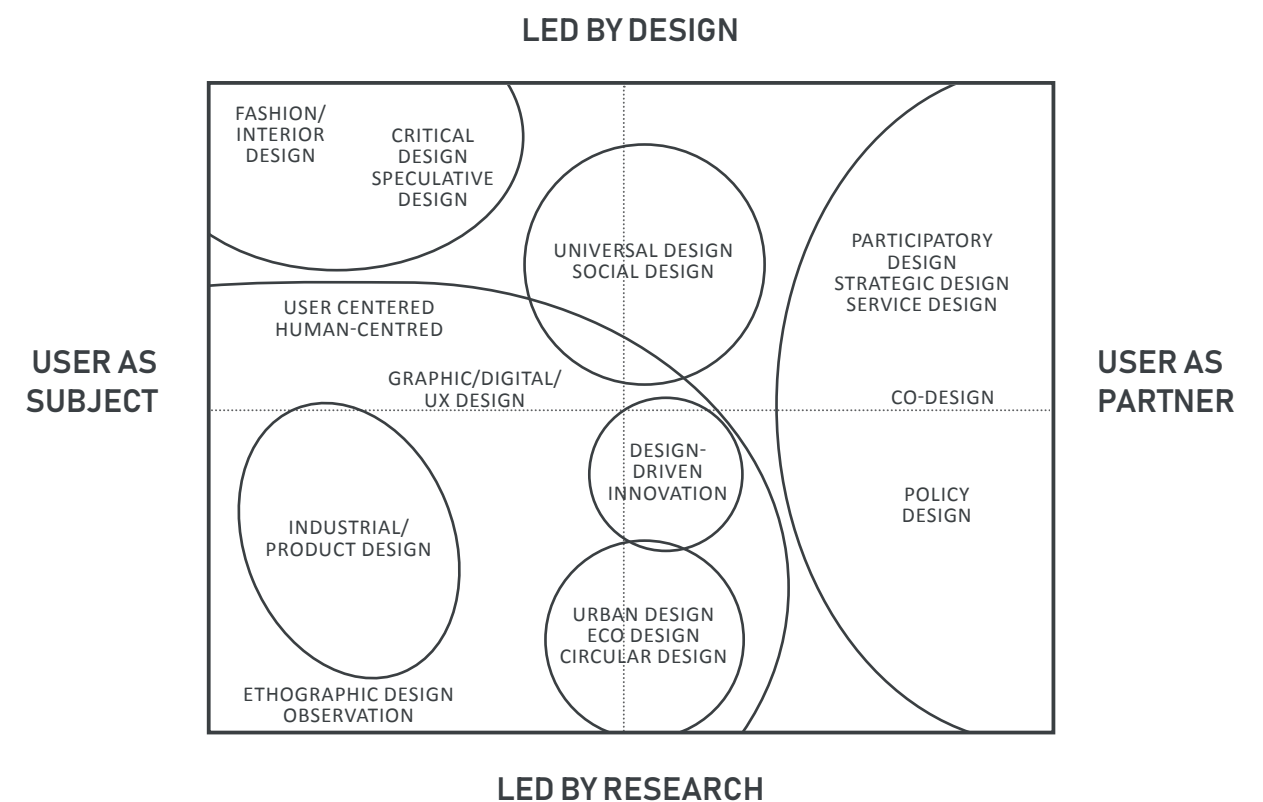 LED BY DESIGN
FASHION/
INTERIOR
DESIGN
CRITICAL
DESIGN
SPECULATIVE
DESIGN
UNIVERSAL DESIGN
SOCIAL DESIGN
PARTICIPATORY
DESIGN
STRATEGIC DESIGN
SERVICE DESIGN
USER CENTERED
HUMAN-CENTRED
USER AS
SUBJECT
GRAPHIC/DIGITAL/
UX DESIGN
CO-DESIGN
USER AS
PARTNER
DESIGN-
DRIVEN
INNOVATION
POLICY
DESIGN
INDUSTRIAL/
PRODUCT DESIGN
URBAN DESIGN
ECO DESIGN
CIRCULAR DESIGN
ETHOGRAPHIC DESIGN
OBSERVATION
LED BY RESEARCH